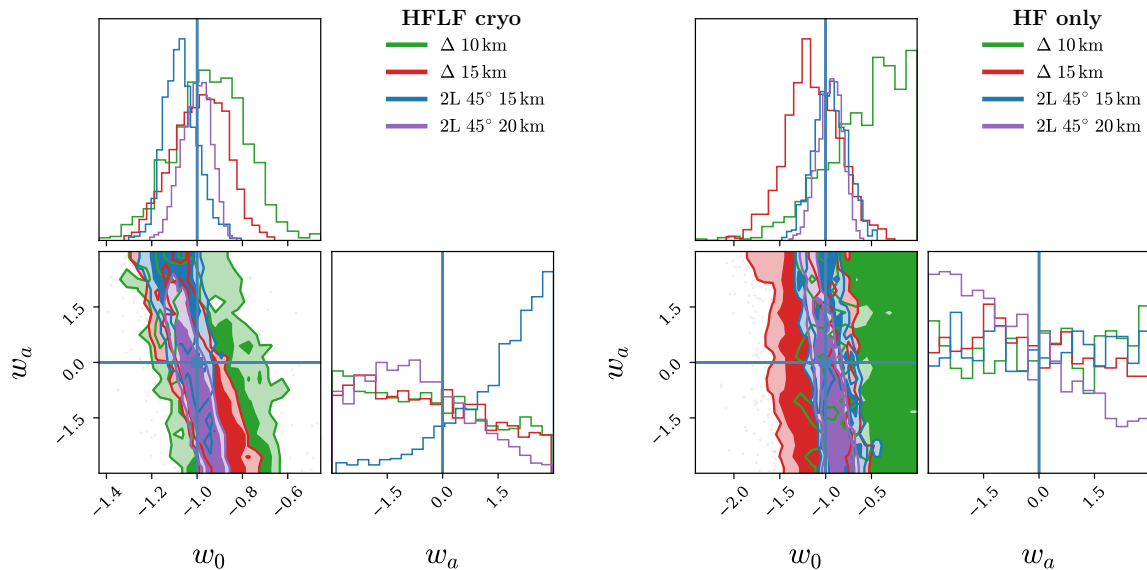 HFLF cryo
Δ 10 km
Δ 15 km
2L 45° 15 km
2L 45° 20 km
1.5
0.0
−1.5
w_a
−1.4
−1.2
−1.0
−0.8
−0.6
w_0
−1.5
0.0
1.5
w_a
HF only
Δ 10 km
Δ 15 km
2L 45° 15 km
2L 45° 20 km
1.5
0.0
−1.5
w_a
−2.0
−1.5
−1.0
−0.5
w_0
−1.5
0.0
1.5
w_a